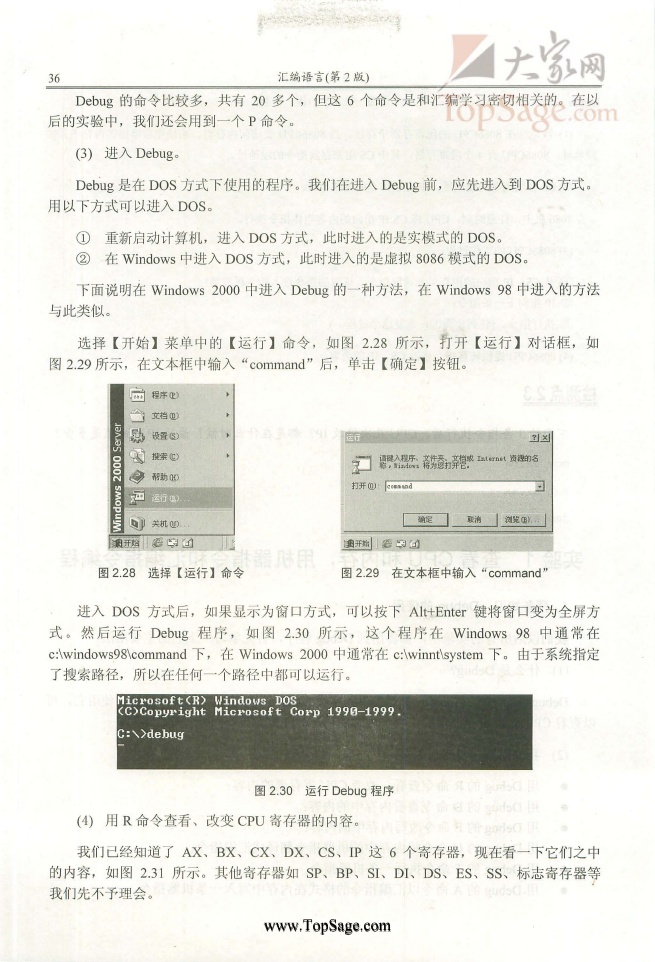 大家网
TopSage.com
36
汇编语言(第 2 版)
Debug 的命令比较多，共有 20 多个，但这 6 个命令是和汇编学习密切相关的。在以
后的实验中，我们还会用到一个 P 命令。
(3) 进入 Debug。
Debug 是在 DOS 方式下使用的程序。我们在进入 Debug 前，应先进入到 DOS 方式。
用以下方式可以进入 DOS。
① 重新启动计算机，进入 DOS 方式，此时进入的是实模式的 DOS。
② 在 Windows 中进入 DOS 方式，此时进入的是虚拟 8086 模式的 DOS。
下面说明在 Windows 2000 中进入 Debug 的一种方法，在 Windows 98 中进入的方法
与此类似。
选择【开始】菜单中的【运行】命令，如图 2.28 所示，打开【运行】对话框，如
图 2.29 所示，在文本框中输入“command”后，单击【确定】按钮。
Windows 2000 Server
程序(P)
文档(D)
设置(S)
搜索(C)
帮助(H)
运行(R)...
关机(U)...
开始
运行
请键入程序、文件夹、文档或 Internet 资源的名
称，Windows 将为您打开它。
打开(O): command
确定 取消 浏览(B)...
开始
图 2.28 选择【运行】命令
图 2.29 在文本框中输入“command”
进入 DOS 方式后，如果显示为窗口方式，可以按下 Alt+Enter 键将窗口变为全屏方
式。然后运行 Debug 程序，如图 2.30 所示，这个程序在 Windows 98 中通常在
c:\windows98\command 下，在 Windows 2000 中通常在 c:\winnt\system 下。由于系统指定
了搜索路径，所以在任何一个路径中都可以运行。
Microsoft(R) Windows DOS
(C)Copyright Microsoft Corp 1990-1999.
C:\>debug
图 2.30 运行 Debug 程序
(4) 用 R 命令查看、改变 CPU 寄存器的内容。
我们已经知道了 AX、BX、CX、DX、CS、IP 这 6 个寄存器，现在看一下它们之中
的内容，如图 2.31 所示。其他寄存器如 SP、BP、SI、DI、DS、ES、SS、标志寄存器等
我们先不予理会。
www.TopSage.com